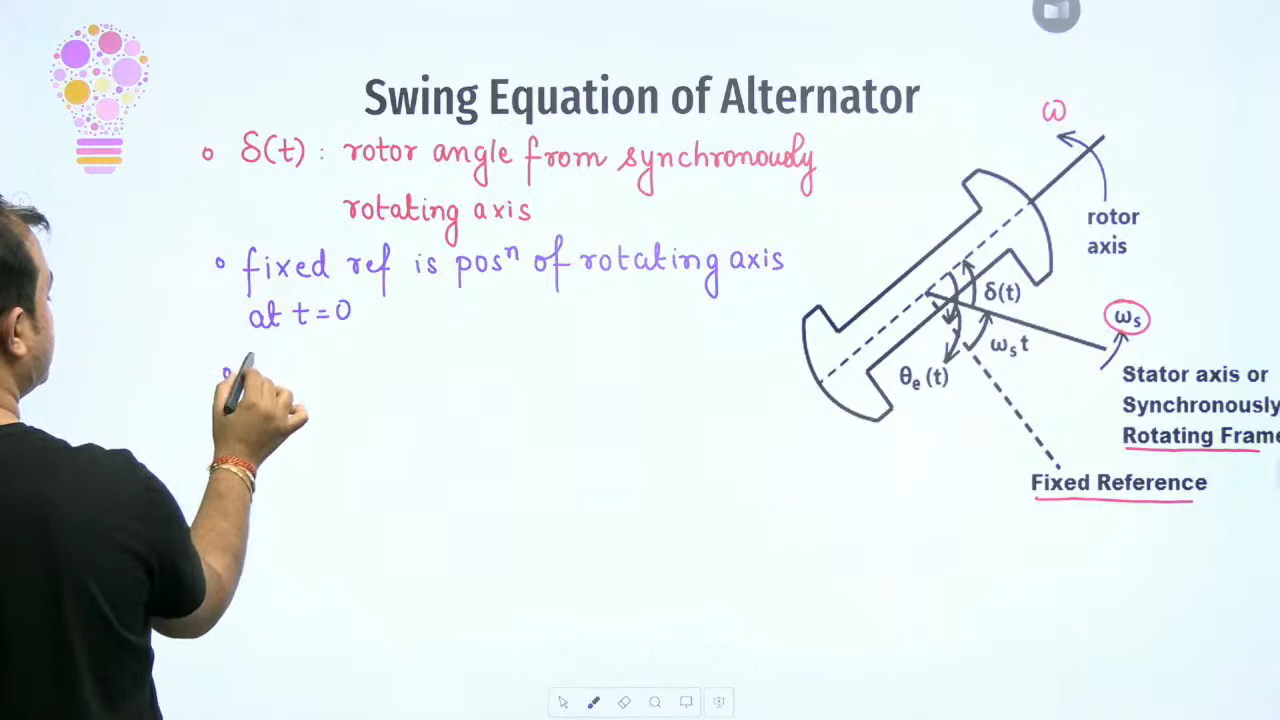 Swing Equation of Alternator
δ(t) : rotor angle from synchronously
rotating axis
fixed ref is posⁿ of rotating axis
at t=0
ω
rotor
axis
δ(t)
ωₛ
ωₛt
θₑ(t)
Stator axis or
Synchronously
Rotating Frame
Fixed Reference